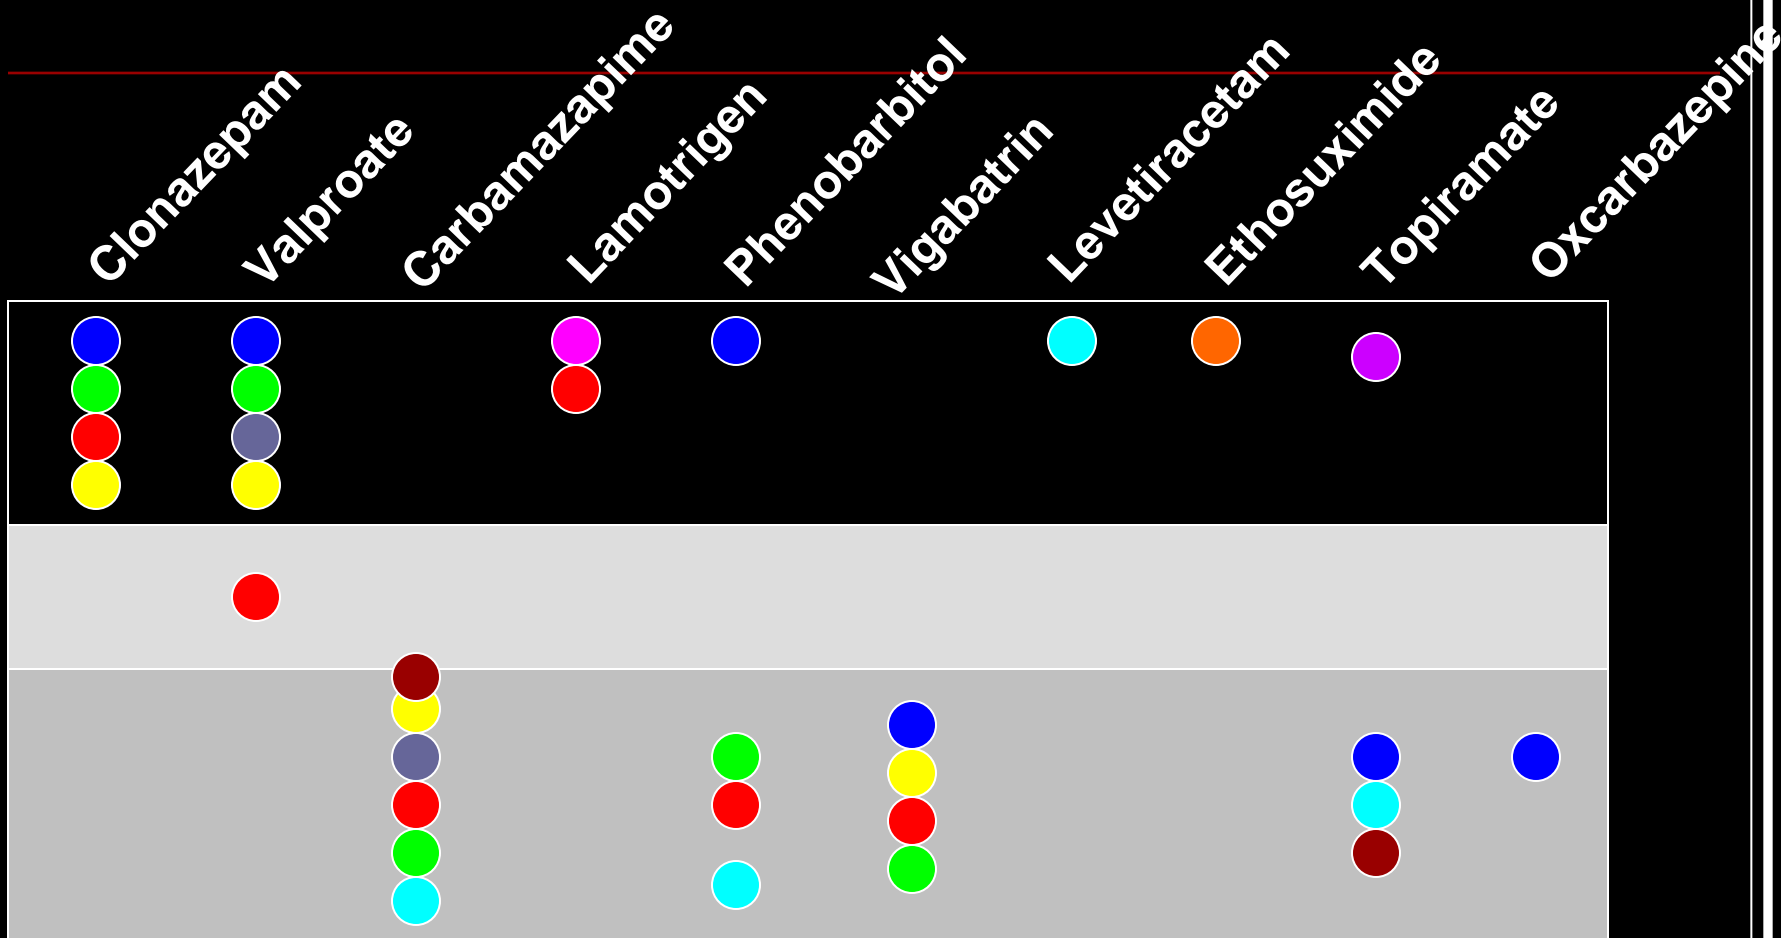 Clonazepam
Valproate
Carbamazapime
Lamotrigen
Phenobarbitol
Vigabatrin
Levetiracetam
Ethosuximide
Topiramate
Oxcarbazepine